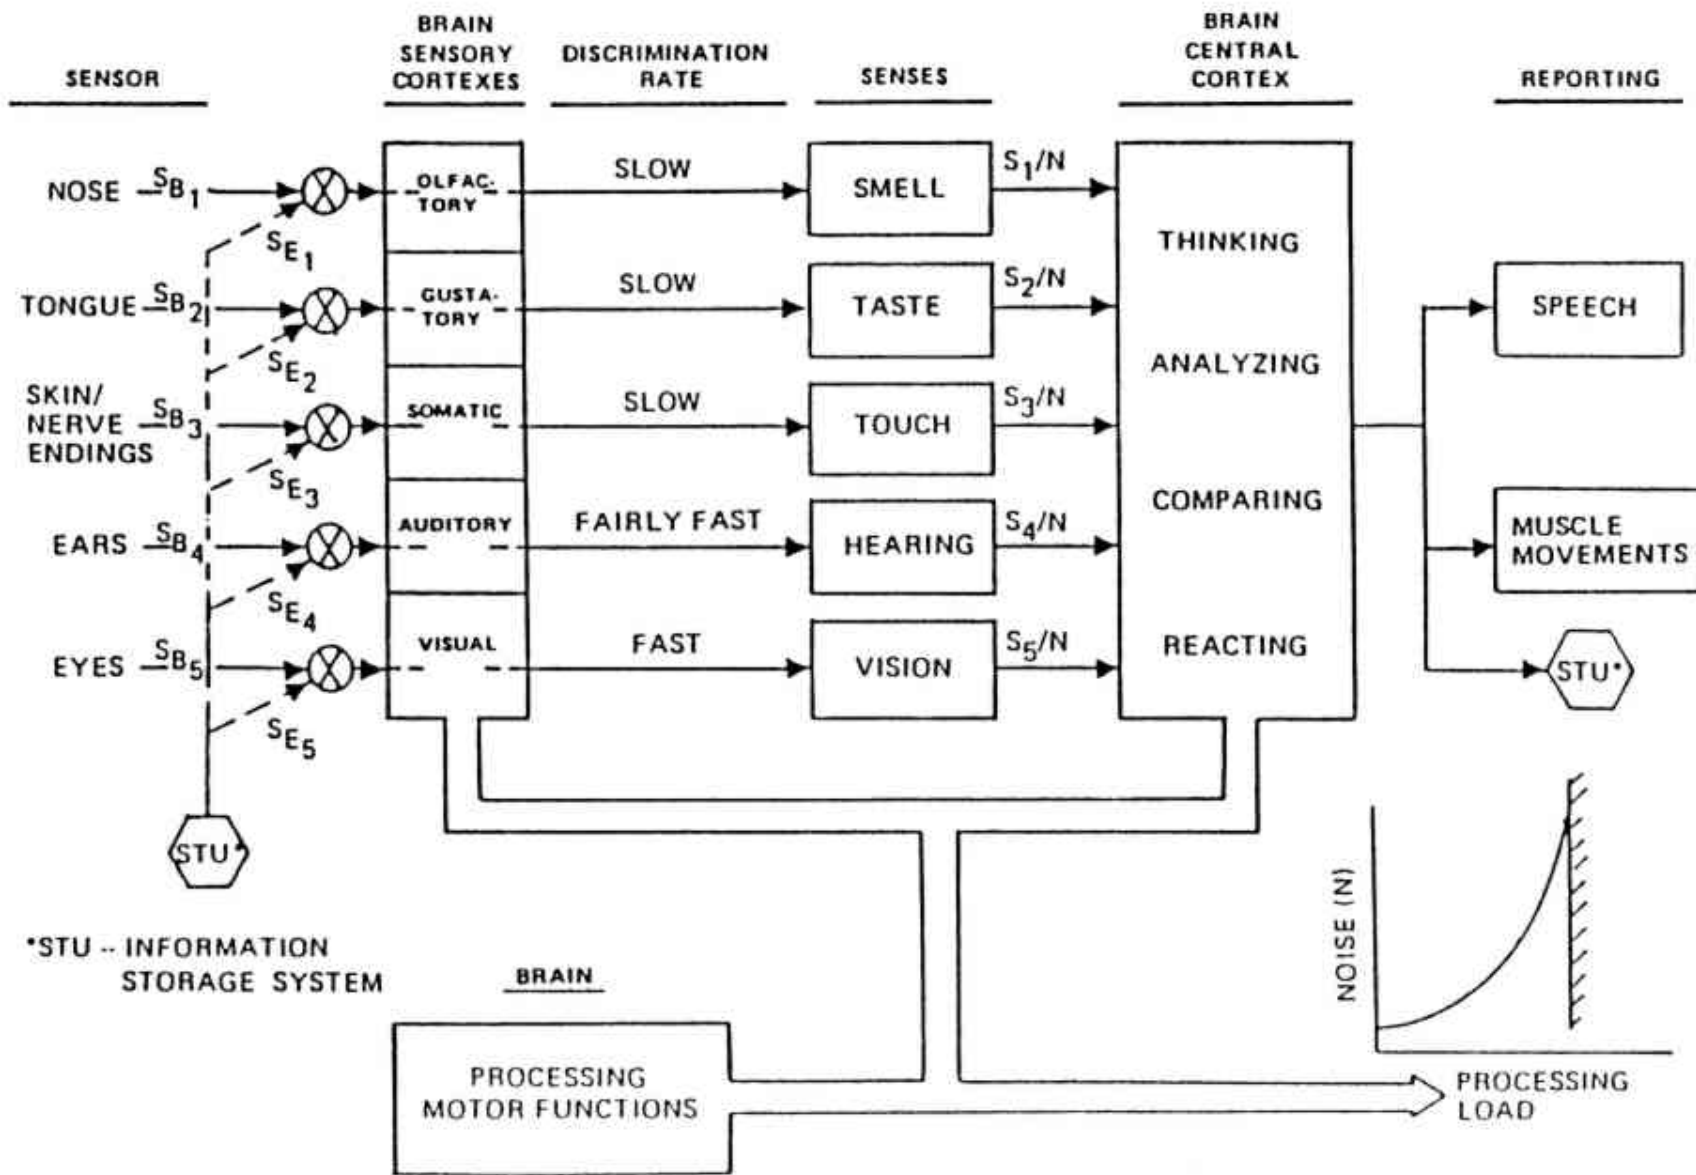 SENSOR
BRAIN
SENSORY
CORTEXES
DISCRIMINATION
RATE
SENSES
BRAIN
CENTRAL
CORTEX
REPORTING
NOSE
SB1
SE1
OLFAC-
TORY
SLOW
SMELL
S1/N
TONGUE
SB2
SE2
GUSTA-
TORY
SLOW
TASTE
S2/N
SKIN/
NERVE
ENDINGS
SB3
SE3
SOMATIC
SLOW
TOUCH
S3/N
EARS
SB4
SE4
AUDITORY
FAIRLY FAST
HEARING
S4/N
EYES
SB5
SE5
VISUAL
FAST
VISION
S5/N
THINKING
ANALYZING
COMPARING
REACTING
SPEECH
MUSCLE
MOVEMENTS
STU*
STU*
*STU -- INFORMATION
STORAGE SYSTEM
BRAIN
PROCESSING
MOTOR FUNCTIONS
NOISE (N)
PROCESSING
LOAD